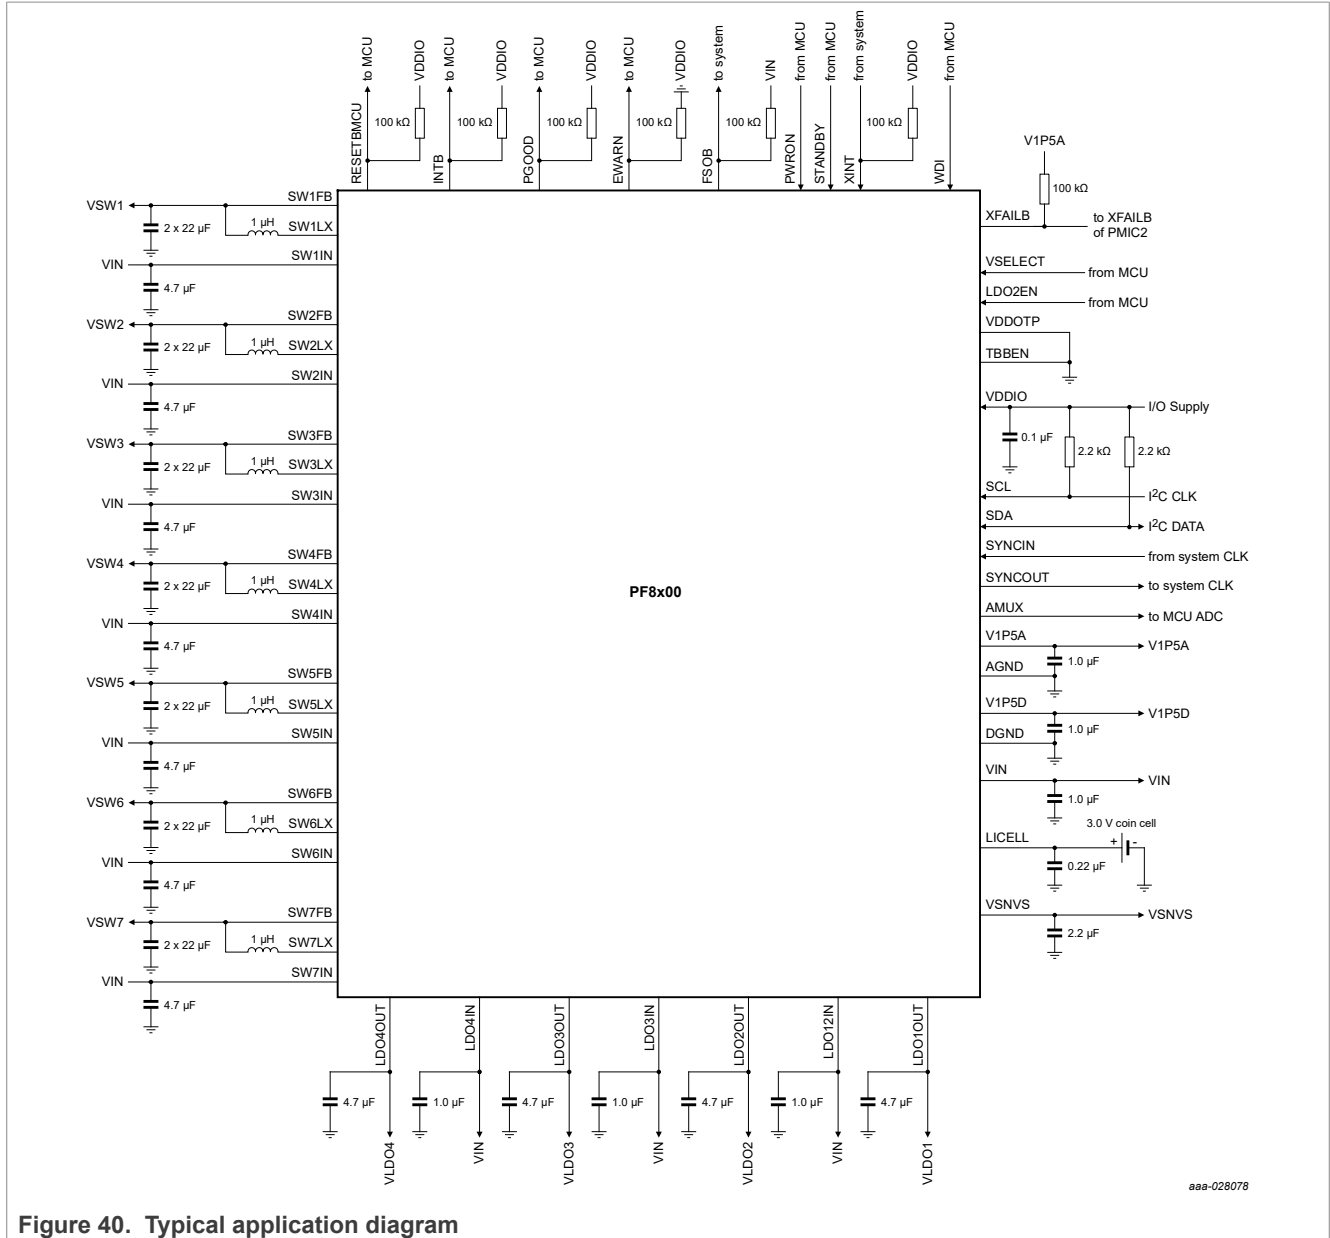 to MCU
VDDIO
to MCU
VDDIO
to MCU
VDDIO
to MCU
VDDIO
to system
VIN
from MCU
from MCU
from system
VDDIO
from MCU
100 kΩ
100 kΩ
100 kΩ
100 kΩ
100 kΩ
100 kΩ
RESETBMCU
INTB
PGOOD
EWARN
FSOB
PWRON
STANDBY
XINT
WDI
VSW1
SW1FB
2 x 22 µF
1 µH
SW1LX
VIN
SW1IN
4.7 µF
VSW2
SW2FB
2 x 22 µF
1 µH
SW2LX
VIN
SW2IN
4.7 µF
VSW3
SW3FB
2 x 22 µF
1 µH
SW3LX
VIN
SW3IN
4.7 µF
VSW4
SW4FB
2 x 22 µF
1 µH
SW4LX
VIN
SW4IN
4.7 µF
VSW5
SW5FB
2 x 22 µF
1 µH
SW5LX
VIN
SW5IN
4.7 µF
VSW6
SW6FB
2 x 22 µF
1 µH
SW6LX
VIN
SW6IN
4.7 µF
VSW7
SW7FB
2 x 22 µF
1 µH
SW7LX
VIN
SW7IN
4.7 µF
PF8x00
V1P5A
100 kΩ
XFAILB
to XFAILB
of PMIC2
VSELECT
from MCU
LDO2EN
from MCU
VDDOTP
TBBEN
VDDIO
I/O Supply
0.1 µF
2.2 kΩ
2.2 kΩ
SCL
I²C CLK
SDA
I²C DATA
SYNCIN
from system CLK
SYNCOUT
to system CLK
AMUX
to MCU ADC
V1P5A
V1P5A
1.0 µF
AGND
V1P5D
V1P5D
1.0 µF
DGND
VIN
VIN
1.0 µF
3.0 V coin cell
LICELL
+
-
0.22 µF
VSNVS
VSNVS
2.2 µF
LDO4OUT
LDO4IN
LDO3OUT
LDO3IN
LDO2OUT
LDO12IN
LDO1OUT
4.7 µF
1.0 µF
4.7 µF
1.0 µF
4.7 µF
1.0 µF
4.7 µF
VLDO4
VIN
VLDO3
VIN
VLDO2
VIN
VLDO1
aaa-028078
Figure 40. Typical application diagram